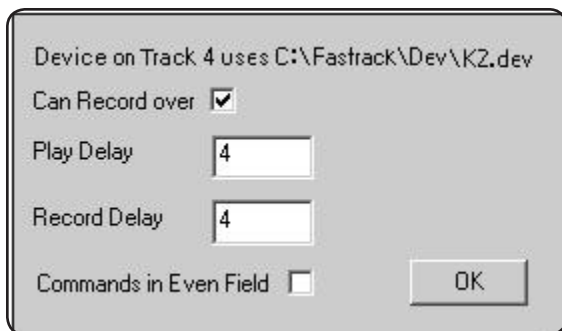 Device on Track 4 uses C:\Fastrack\Dev\K2.dev
Can Record over
Play Delay 4
Record Delay 4
Commands in Even Field
OK